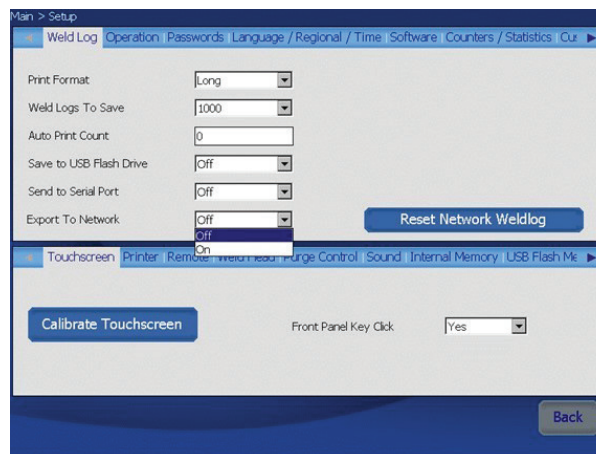 Main > Setup
Weld Log Operation Passwords Language / Regional / Time Software Counters / Statistics Cu
Print Format Long
Weld Logs To Save 1000
Auto Print Count 0
Save to USB Flash Drive Off
Send to Serial Port Off
Export To Network Off Reset Network Weldlog
Off
On
Touchscreen Printer Remote Weld Head Purge Control Sound Internal Memory USB Flash Me
Calibrate Touchscreen Front Panel Key Click Yes
Back